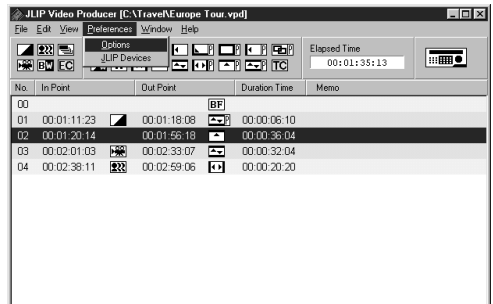 JLIP Video Producer [C:\Travel\Europe Tour.vpd]
File Edit View Preferences Window Help
Options
JLIP Devices
P P P P
BW EC P P P TC
Elapsed Time
00:01:35:13
No. In Point Out Point Duration Time Memo
00 BF
01 00:01:11:23 00:01:18:08 P 00:00:06:10
02 00:01:20:14 00:01:56:18 00:00:36:04
03 00:02:01:03 00:02:33:07 00:00:32:04
04 00:02:38:11 00:02:59:06 00:00:20:20